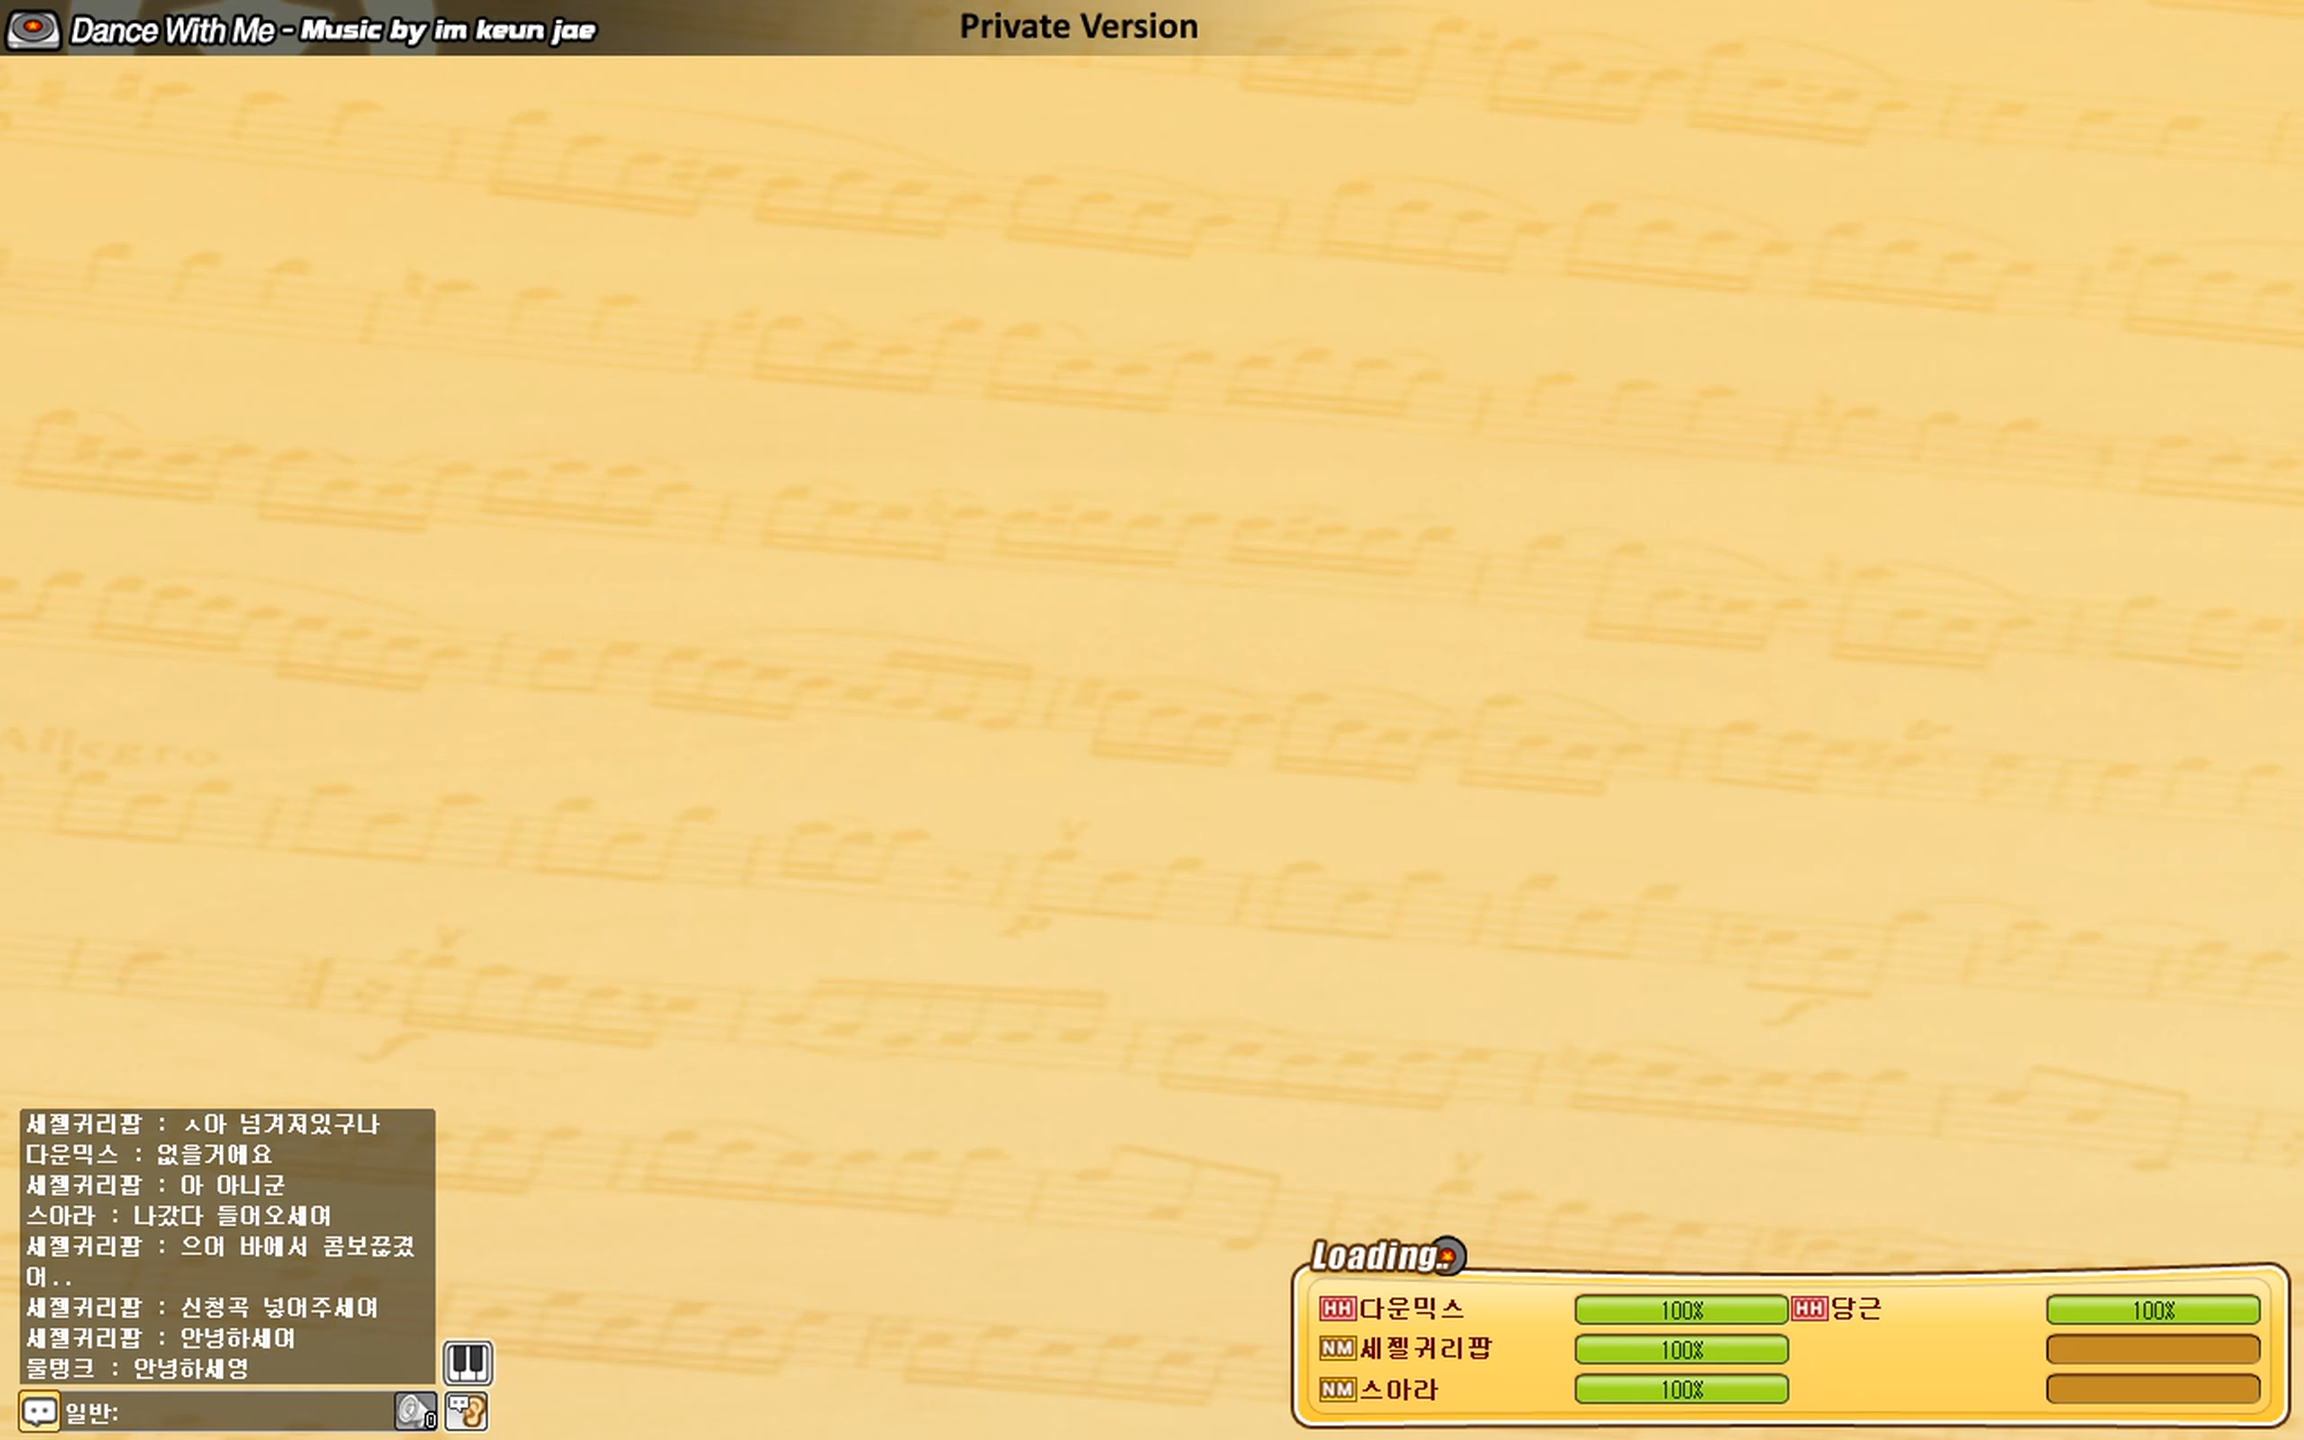 Dance With Me - Music by im keun jae
Private Version
Allegro
세젤귀리팝 : ㅅ아 넘겨져있구나
다운믹스 : 없을거에요
세젤귀리팝 : 아 아니군
스아라 : 나갔다 들어오세여
세젤귀리팝 : 으어 바에서 콤보끊겼
어..
세젤귀리팝 : 신청곡 넣어주세여
세젤귀리팝 : 안녕하세여
물탱크 : 안녕하세영
일반:
0
Loading..
HH 다운믹스 100% HH 당근 100%
NM 세젤귀리팝 100%
NM 스아라 100%